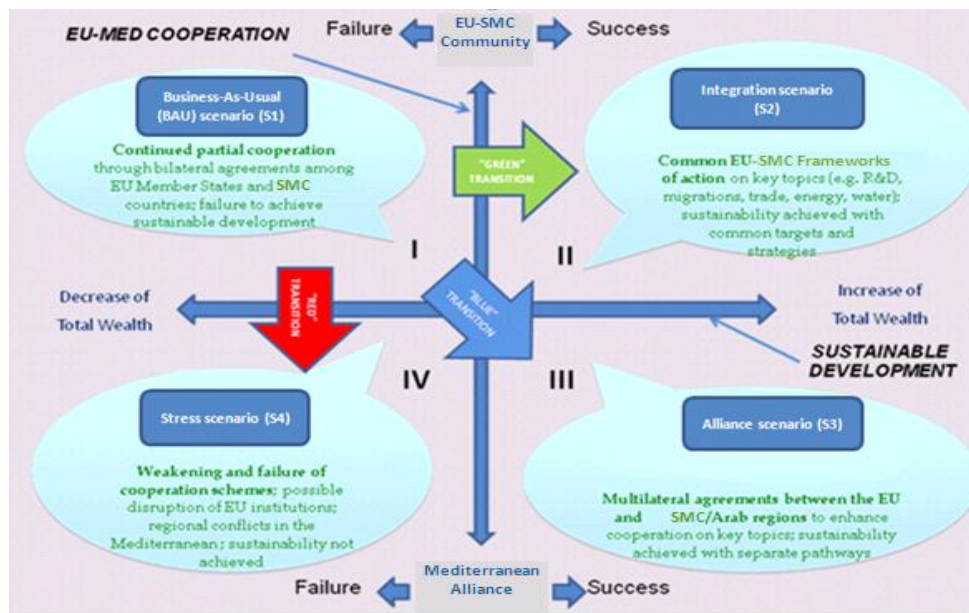 EU-MED COOPERATION
Failure
EU-SMC
Community
Success
Business-As-Usual
(BAU) scenario (S1)
Continued partial cooperation
through bilateral agreements among
EU Member States and SMC
countries; failure to achieve
sustainable development
Integration scenario
(S2)
Common EU-SMC Frameworks
of action on key topics (e.g. R&D,
migrations, trade, energy, water);
sustainability achieved with
common targets and
strategies
"GREEN"
TRANSITION
I
II
Decrease of
Total Wealth
"RED"
TRANSITION
"BLUE"
TRANSITION
Increase of
Total Wealth
SUSTAINABLE
DEVELOPMENT
IV
III
Stress scenario (S4)
Weakening and failure of
cooperation schemes; possible
disruption of EU institutions;
regional conflicts in the
Mediterranean; sustainability not
achieved
Alliance scenario (S3)
Multilateral agreements between the EU
and SMC/Arab regions to enhance
cooperation on key topics; sustainability
achieved with separate pathways
Failure
Mediterranean
Alliance
Success